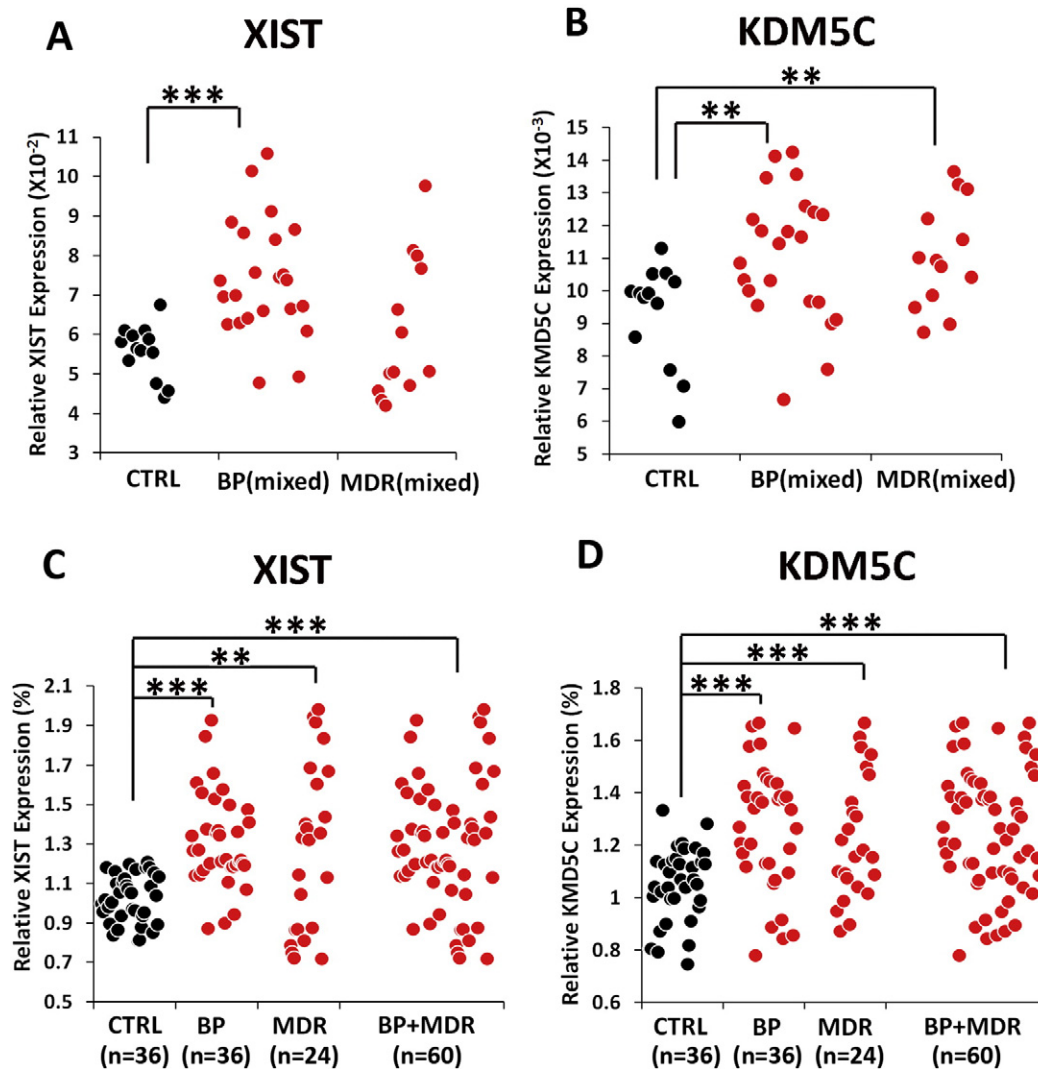 A
XIST
***
Relative XIST Expression (X10-2)
11
10
9
8
7
6
5
4
3
CTRL
BP(mixed)
MDR(mixed)
B
KDM5C
**
**
Relative KMD5C Expression (X10-3)
15
14
13
12
11
10
9
8
7
6
5
CTRL
BP(mixed)
MDR(mixed)
C
XIST
***
**
***
Relative XIST Expression (%)
2.1
1.9
1.7
1.5
1.3
1.1
0.9
0.7
0.5
CTRL BP MDR BP+MDR
(n=36) (n=36) (n=24) (n=60)
D
KDM5C
***
***
***
Relative KMD5C Expression (%)
1.8
1.6
1.4
1.2
1
0.8
0.6
CTRL BP MDR BP+MDR
(n=36) (n=36) (n=24) (n=60)